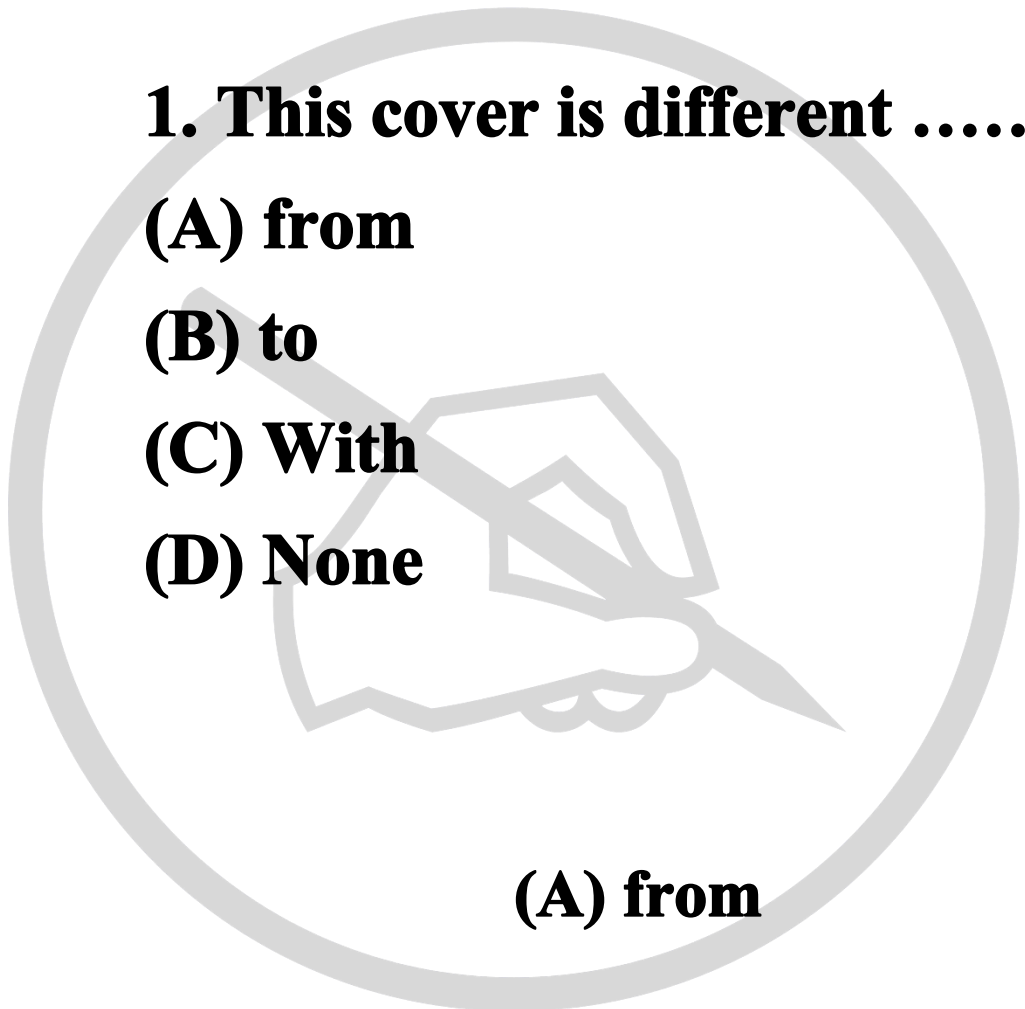 1. This cover is different .....
(A) from
(B) to
(C) With
(D) None
(A) from